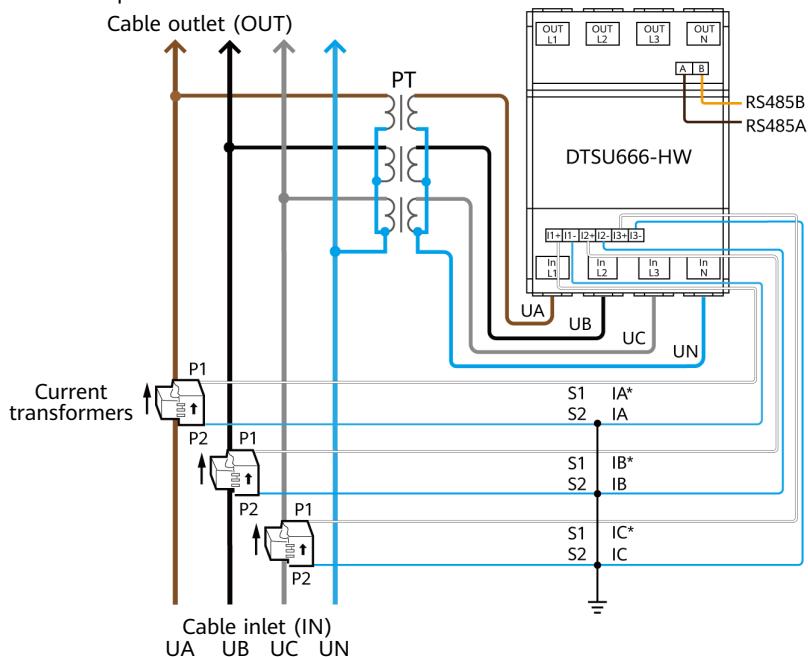 Cable outlet (OUT)
PT
OUT L1
OUT L2
OUT L3
OUT N
A B
RS485B
RS485A
DTSU666-HW
I1+ I1- I2+ I2- I3+ I3-
In L1
In L2
In L3
In N
UA
UB
UC
UN
Current
transformers
P1
P2
P1
P2
P1
P2
S1 IA*
S2 IA
S1 IB*
S2 IB
S1 IC*
S2 IC
Cable inlet (IN)
UA UB UC UN